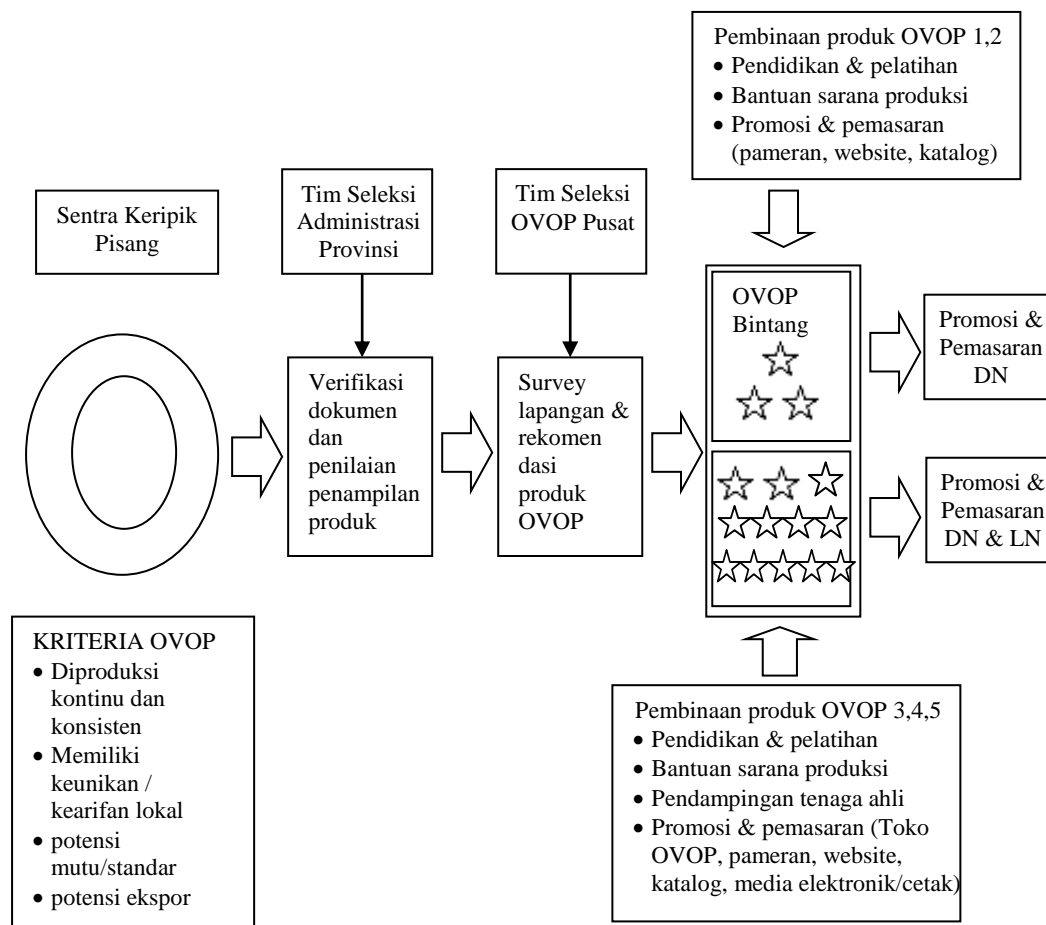 Pembinaan produk OVOP 1,2
• Pendidikan & pelatihan
• Bantuan sarana produksi
• Promosi & pemasaran
(pameran, website, katalog)
Sentra Keripik
Pisang
Tim Seleksi
Administrasi
Provinsi
Tim Seleksi
OVOP Pusat
Verifikasi
dokumen
dan
penilaian
penampilan
produk
Survey
lapangan &
rekomen
dasi
produk
OVOP
OVOP
Bintang
Promosi &
Pemasaran
DN
Promosi &
Pemasaran
DN & LN
KRITERIA OVOP
• Diproduksi
kontinu dan
konsisten
• Memiliki
keunikan /
kearifan lokal
• potensi
mutu/standar
• potensi ekspor
Pembinaan produk OVOP 3,4,5
• Pendidikan & pelatihan
• Bantuan sarana produksi
• Pendampingan tenaga ahli
• Promosi & pemasaran (Toko
OVOP, pameran, website,
katalog, media elektronik/cetak)